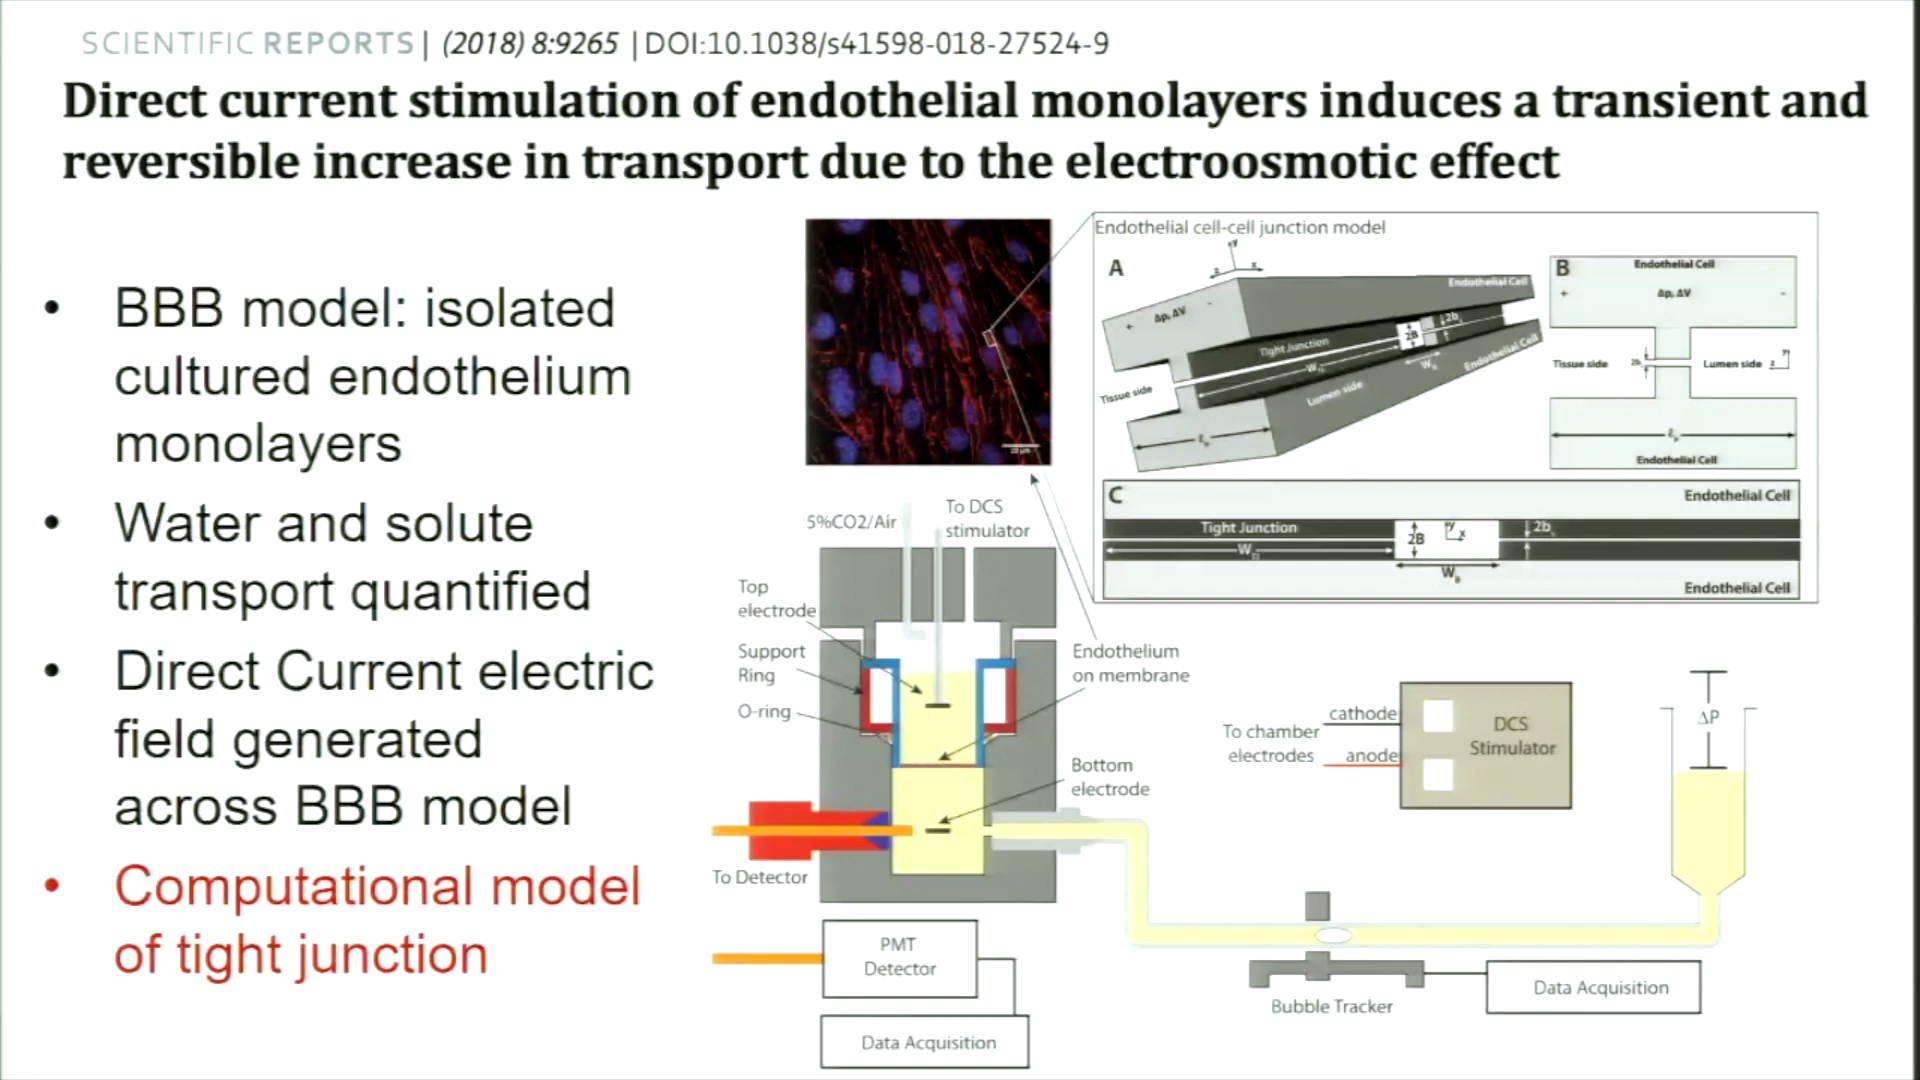 SCIENTIFIC REPORTS | (2018) 8:9265 | DOI:10.1038/s41598-018-27524-9
Direct current stimulation of endothelial monolayers induces a transient and
reversible increase in transport due to the electroosmotic effect
• BBB model: isolated
cultured endothelium
monolayers
• Water and solute
transport quantified
• Direct Current electric
field generated
across BBB model
• Computational model
of tight junction
Endothelial cell-cell junction model
A
y
z
x
Endothelial Cell
+
Δp, ΔV
-
Tight Junction
2B
2b
W
W
Endothelial Cell
Tissue side
Lumen side
B
Endothelial Cell
+
Δp, ΔV
-
Tissue side
2b
Lumen side
y
Endothelial Cell
C
Endothelial Cell
Tight Junction
2B
y
x
2b
W
W
Endothelial Cell
5%CO2/Air
To DCS
stimulator
Top
electrode
Support
Ring
O-ring
Endothelium
on membrane
Bottom
electrode
To Detector
PMT
Detector
Data Acquisition
To chamber
electrodes
cathode
anode
DCS
Stimulator
ΔP
Bubble Tracker
Data Acquisition